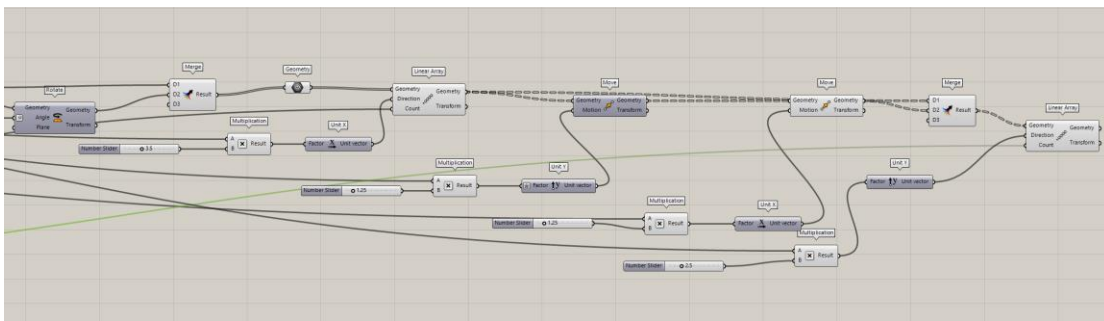 Rotate
Geometry Geometry
Angle
Plane Transform
Merge
D1
D2 Result
D3
Geometry
Linear Array
Geometry Geometry
Direction
Count Transform
Multiplication
A
B Result
Number Slider 3.5
Unit X
Factor Unit vector
Multiplication
A
B Result
Number Slider 1.25
Unit Y
Factor Unit vector
Move
Geometry Geometry
Motion Transform
Multiplication
A
B Result
Number Slider 1.25
Unit X
Factor Unit vector
Move
Geometry Geometry
Motion Transform
Multiplication
A
B Result
Number Slider 2.5
Unit Y
Factor Unit vector
Merge
D1
D2 Result
D3
Linear Array
Geometry Geometry
Direction
Count Transform